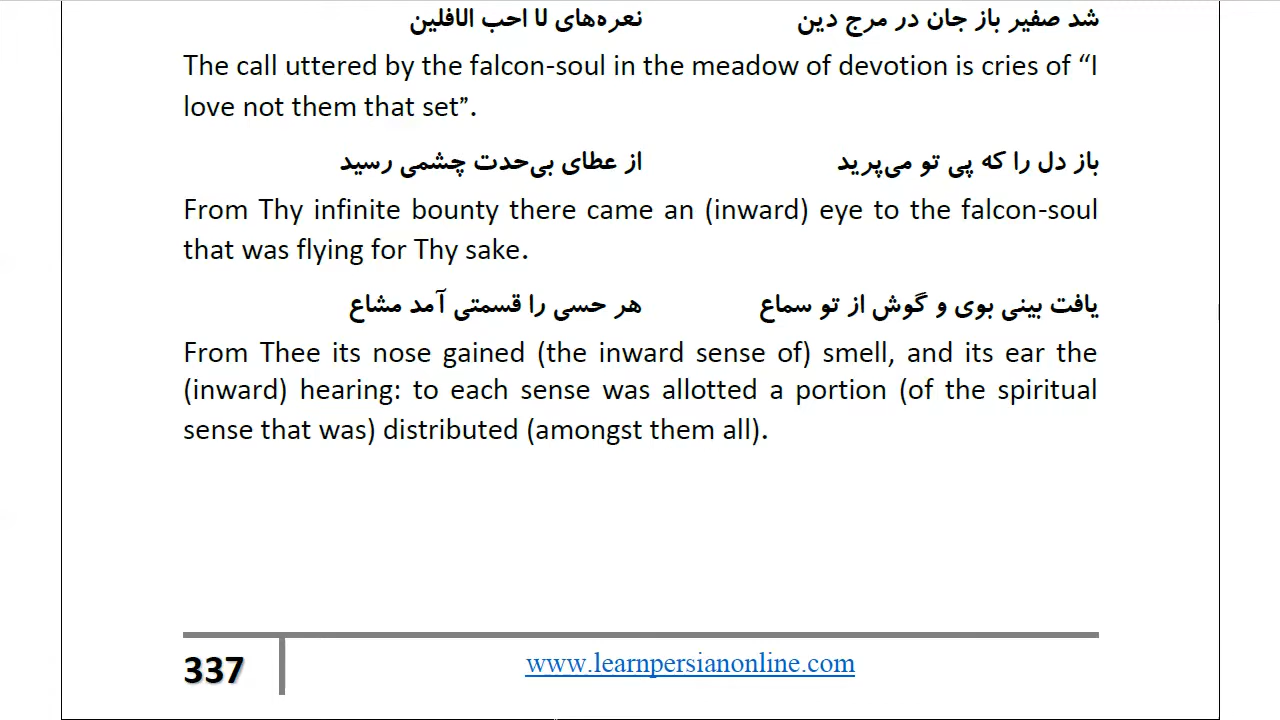 شد صفیر باز جان در مرج دین نعره‌های لا احب الافلین
The call uttered by the falcon-soul in the meadow of devotion is cries of “I
love not them that set”.
باز دل را که پی تو می‌پرید از عطای بی‌حدت چشمی رسید
From Thy infinite bounty there came an (inward) eye to the falcon-soul
that was flying for Thy sake.
یافت بینی بوی و گوش از تو سماع هر حسی را قسمتی آمد مشاع
From Thee its nose gained (the inward sense of) smell, and its ear the
(inward) hearing: to each sense was allotted a portion (of the spiritual
sense that was) distributed (amongst them all).
337 www.learnpersianonline.com